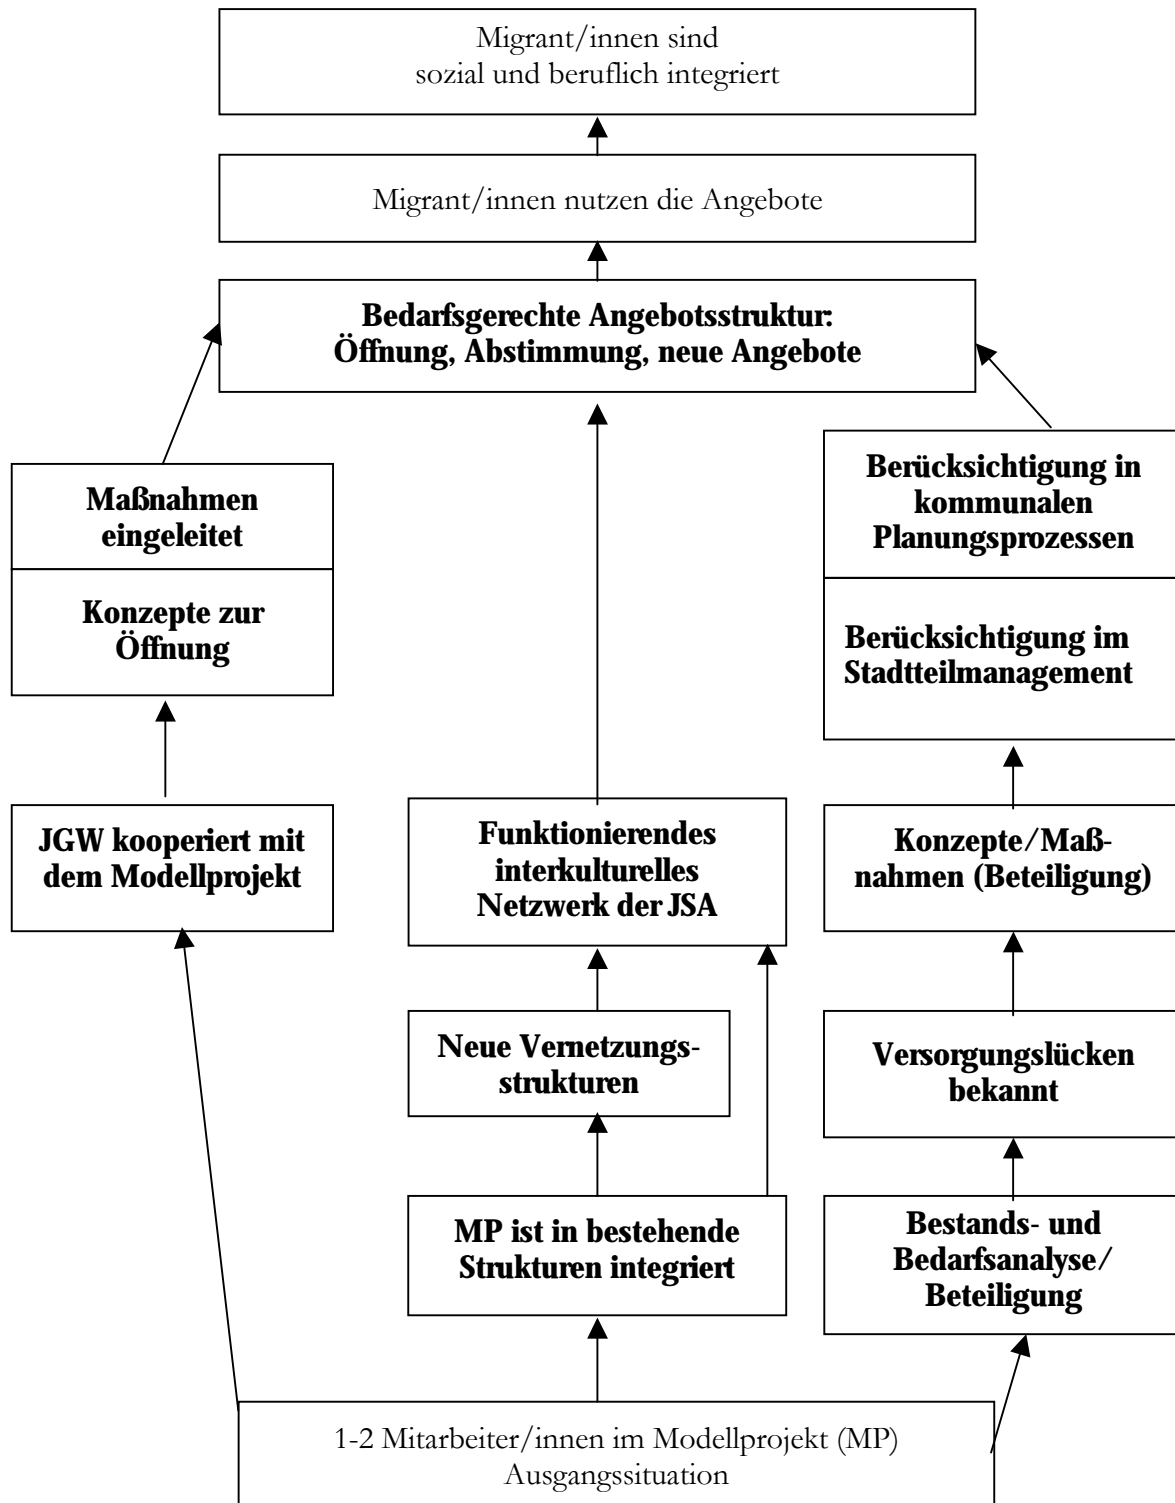 Migrant/innen sind
sozial und beruflich integriert
Migrant/innen nutzen die Angebote
Bedarfsgerechte Angebotsstruktur:
Öffnung, Abstimmung, neue Angebote
Maßnahmen
eingeleitet
Konzepte zur
Öffnung
JGW kooperiert mit
dem Modellprojekt
Funktionierendes
interkulturelles
Netzwerk der JSA
Neue Vernetzungs-
strukturen
MP ist in bestehende
Strukturen integriert
Berücksichtigung in
kommunalen
Planungsprozessen
Berücksichtigung im
Stadtteilmanagement
Konzepte/Maß-
nahmen (Beteiligung)
Versorgungslücken
bekannt
Bestands- und
Bedarfsanalyse/
Beteiligung
1-2 Mitarbeiter/innen im Modellprojekt (MP)
Ausgangssituation